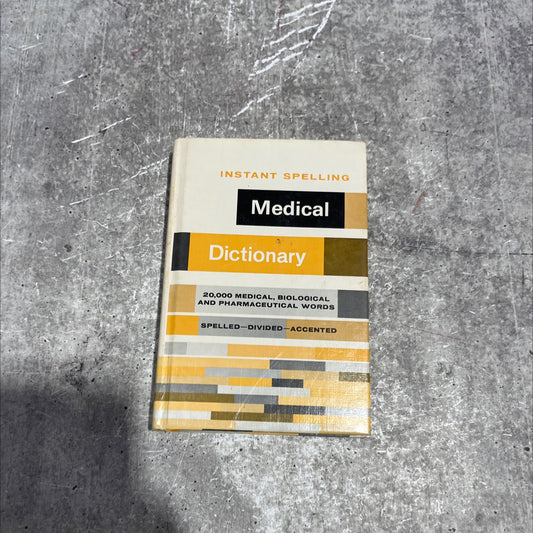 INSTANT SPELLING
Medical
Dictionary
20,000 MEDICAL, BIOLOGICAL
AND PHARMACEUTICAL WORDS
SPELLED—DIVIDED—ACCENTED